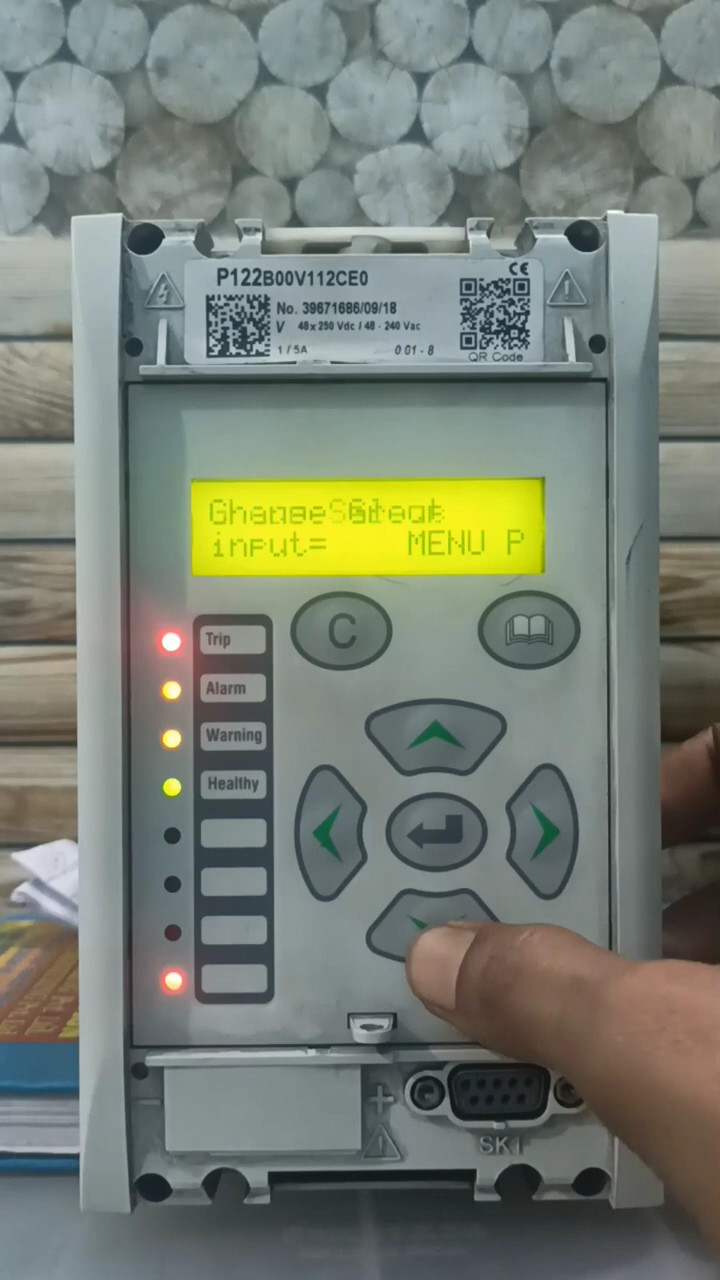 CE
P122B00V112CE0
No. 39671686/09/18
V 48 x 250 Vdc / 48 - 240 Vac
1 / 5A 0.01 - 8
QR Code
input= MENU P
C
Trip
Alarm
Warning
Healthy
SK1